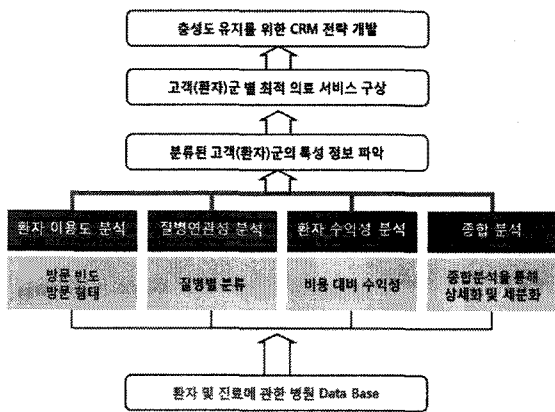 충성도 유지를 위한 CRM 전략 개발
고객(환자)군 별 최적 의료 서비스 구상
분류된 고객(환자)군의 특성 정보 파악
환자 이용도 분석
질병연관성 분석
환자 수익성 분석
종합 분석
방문 빈도
방문 형태
질병별 분류
비용 대비 수익성
종합분석을 통해
상세화 및 세분화
환자 및 진료에 관한 병원 Data Base